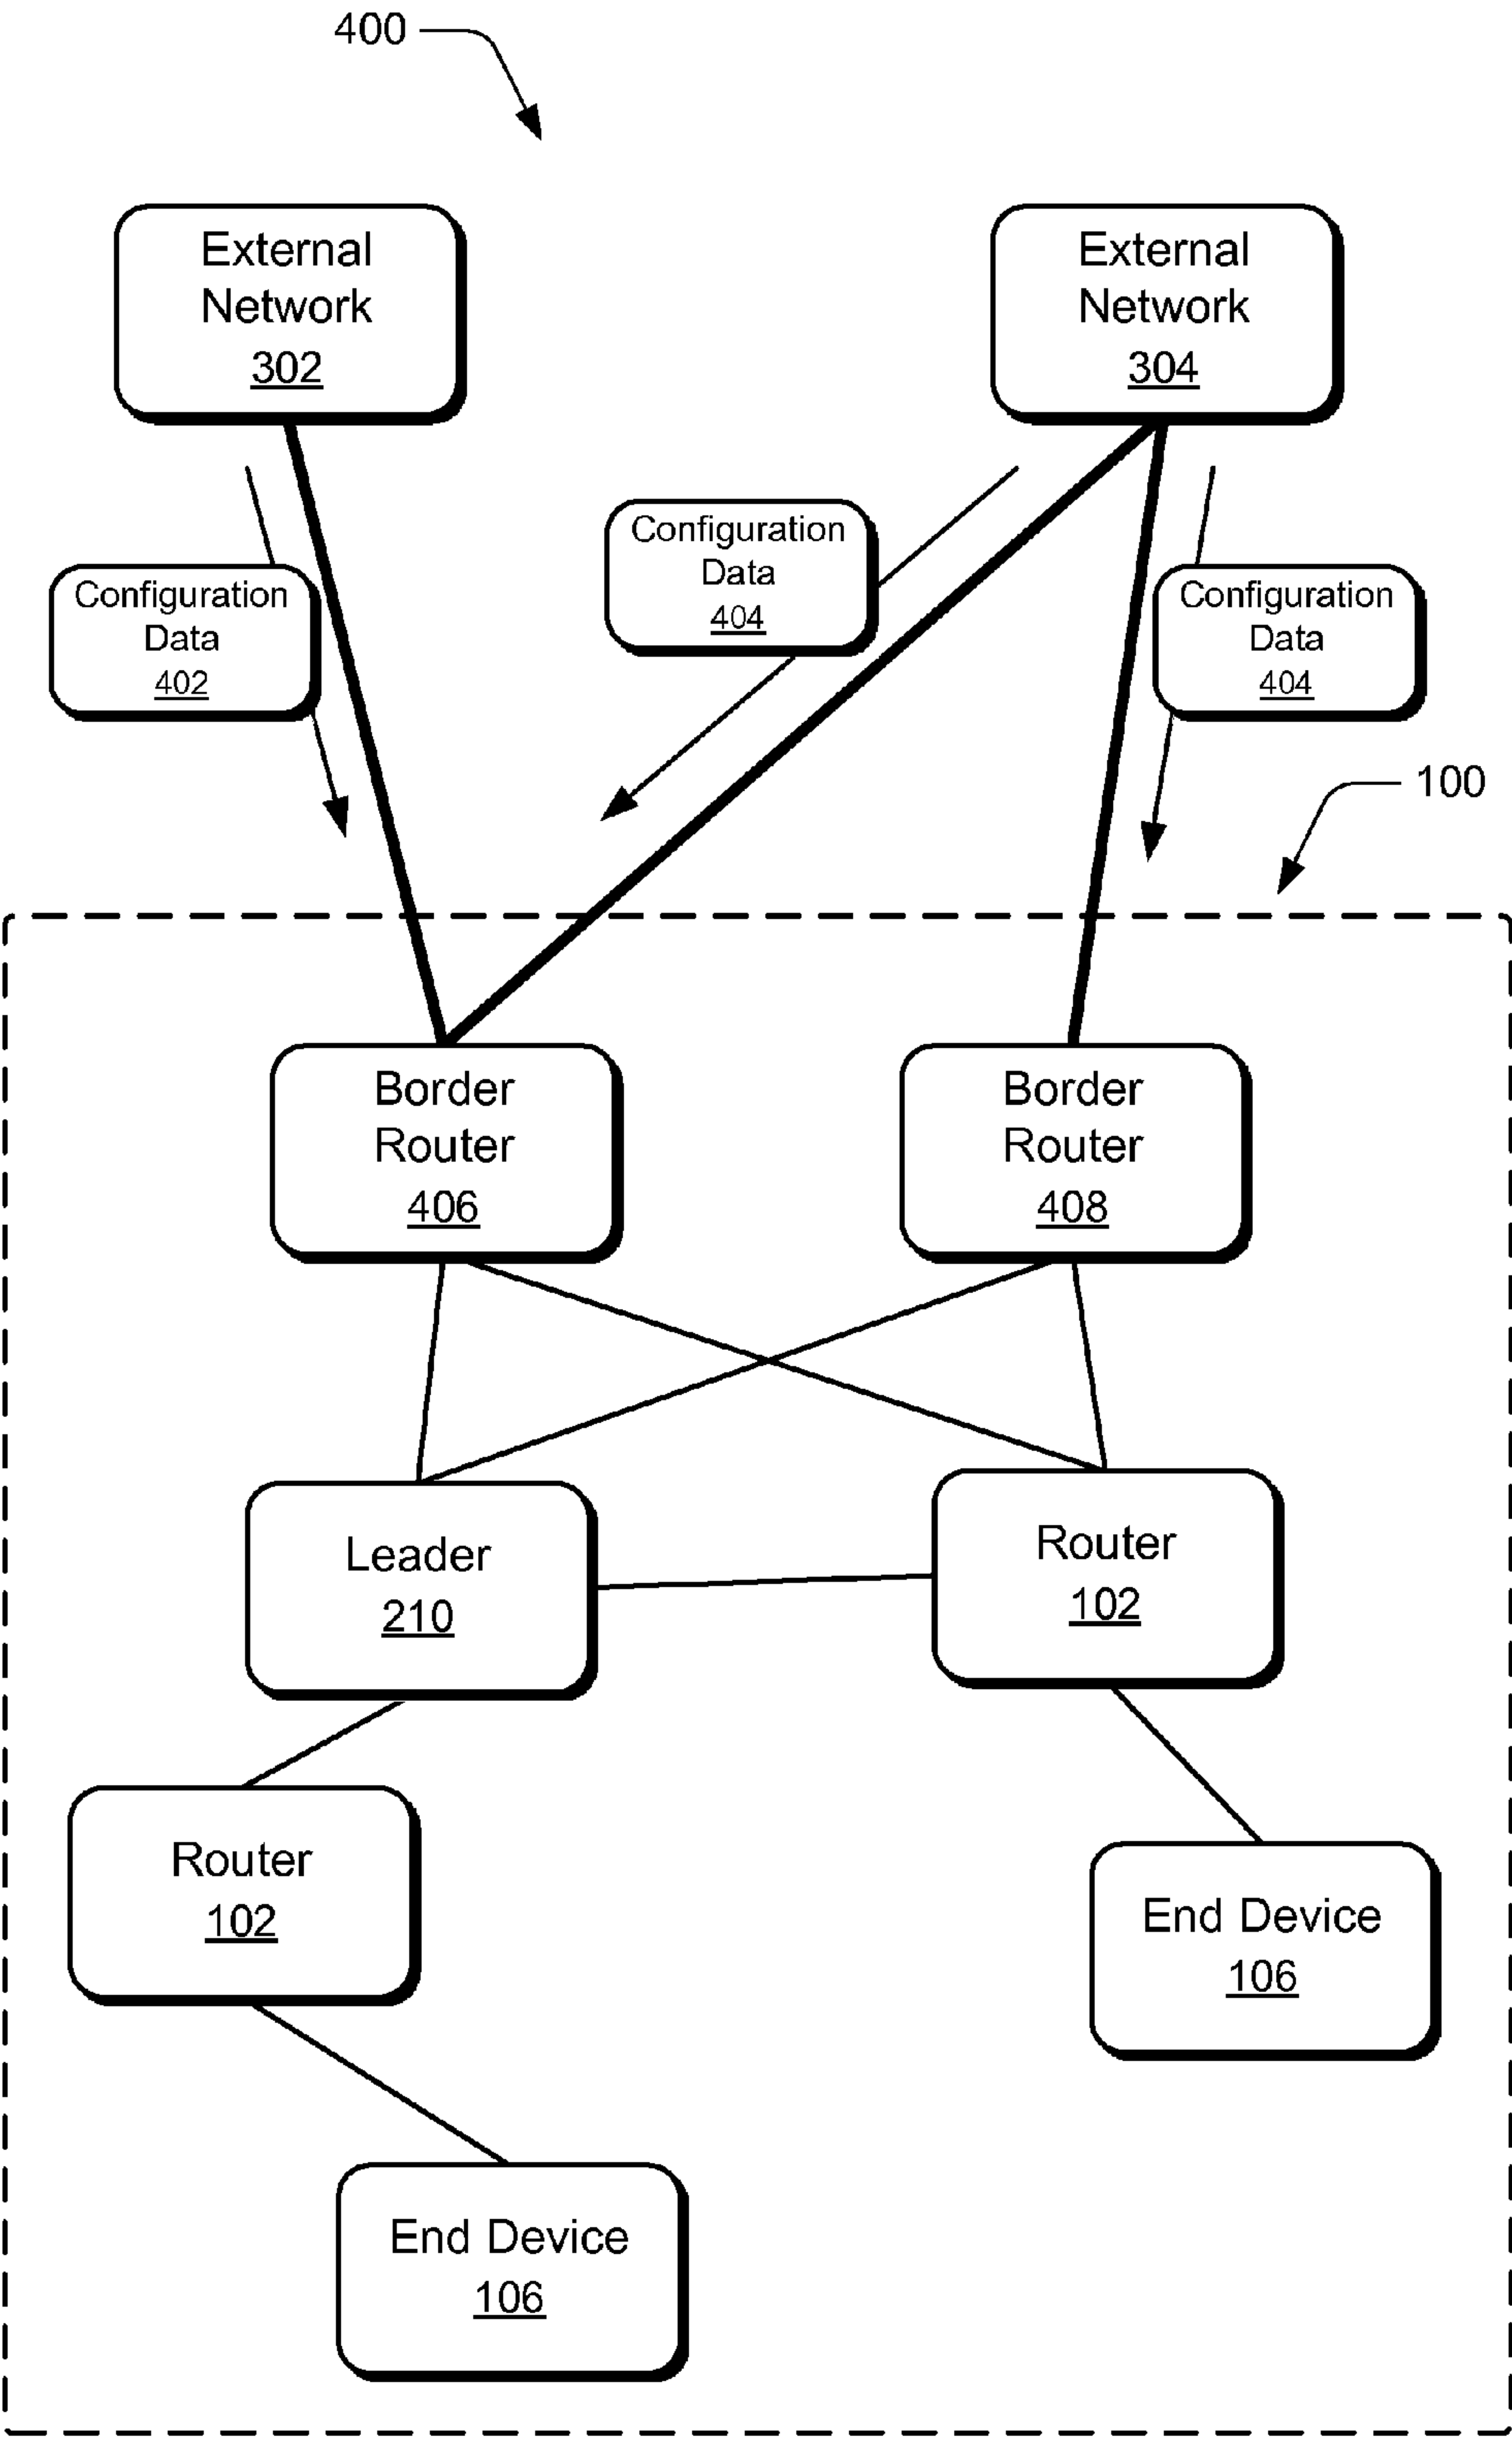 400
External
Network
302
External
Network
304
Configuration
Data
404
Configuration
Data
402
Configuration
Data
404
100
Border
Router
406
Border
Router
408
Leader
210
Router
102
Router
102
End Device
106
End Device
106